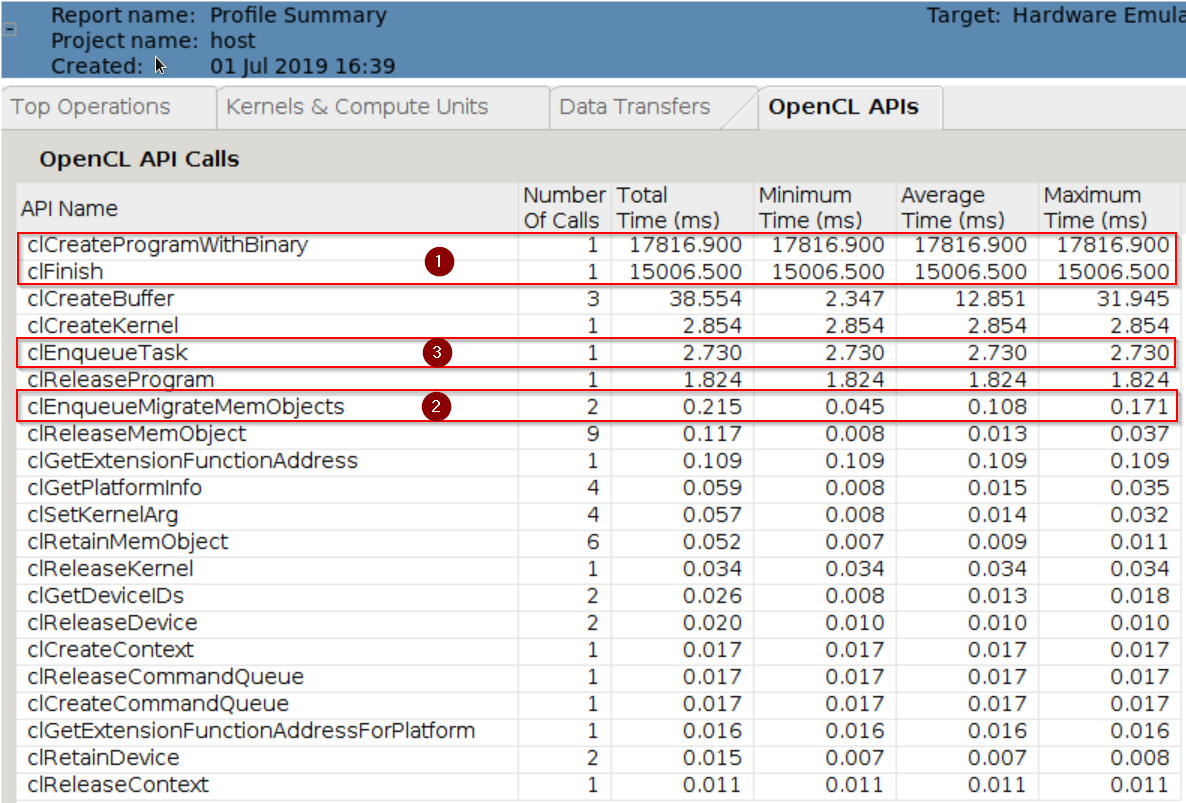 Report name: Profile Summary Target: Hardware Emula
Project name: host
Created: 01 Jul 2019 16:39
Top Operations Kernels & Compute Units Data Transfers OpenCL APIs
OpenCL API Calls
API Name Number Of Calls Total Time (ms) Minimum Time (ms) Average Time (ms) Maximum Time (ms)
clCreateProgramWithBinary 1 17816.900 17816.900 17816.900 17816.900
1
clFinish 1 15006.500 15006.500 15006.500 15006.500
clCreateBuffer 3 38.554 2.347 12.851 31.945
clCreateKernel 1 2.854 2.854 2.854 2.854
clEnqueueTask 3 1 2.730 2.730 2.730 2.730
clReleaseProgram 1 1.824 1.824 1.824 1.824
clEnqueueMigrateMemObjects 2 2 0.215 0.045 0.108 0.171
clReleaseMemObject 9 0.117 0.008 0.013 0.037
clGetExtensionFunctionAddress 1 0.109 0.109 0.109 0.109
clGetPlatformInfo 4 0.059 0.008 0.015 0.035
clSetKernelArg 4 0.057 0.008 0.014 0.032
clRetainMemObject 6 0.052 0.007 0.009 0.011
clReleaseKernel 1 0.034 0.034 0.034 0.034
clGetDeviceIDs 2 0.026 0.008 0.013 0.018
clReleaseDevice 2 0.020 0.010 0.010 0.010
clCreateContext 1 0.017 0.017 0.017 0.017
clReleaseCommandQueue 1 0.017 0.017 0.017 0.017
clCreateCommandQueue 1 0.017 0.017 0.017 0.017
clGetExtensionFunctionAddressForPlatform 1 0.016 0.016 0.016 0.016
clRetainDevice 2 0.015 0.007 0.007 0.008
clReleaseContext 1 0.011 0.011 0.011 0.011